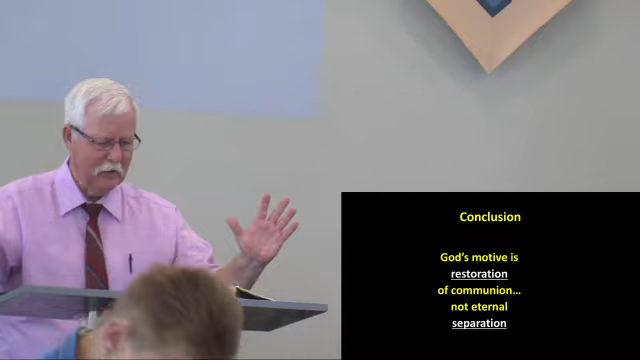 Conclusion
God's motive is
restoration
of communion...
not eternal
separation